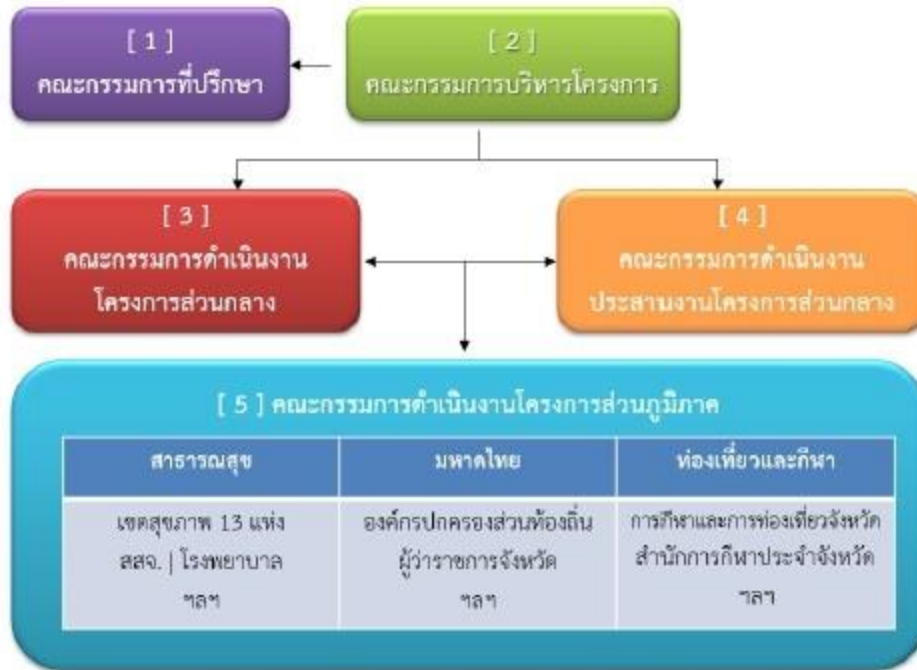 [ 1 ]
คณะกรรมการที่ปรึกษา
[ 2 ]
คณะกรรมการบริหารโครงการ
[ 3 ]
คณะกรรมการดำเนินงาน
โครงการส่วนกลาง
[ 4 ]
คณะกรรมการดำเนินงาน
ประสานงานโครงการส่วนกลาง
[ 5 ] คณะกรรมการดำเนินงานโครงการส่วนภูมิภาค
สาธารณสุข
เขตสุขภาพ 13 แห่ง
สสจ. | โรงพยาบาล
ฯลฯ
มหาดไทย
องค์กรปกครองส่วนท้องถิ่น
ผู้ว่าราชการจังหวัด
ฯลฯ
ท่องเที่ยวและกีฬา
การกีฬาและการท่องเที่ยวจังหวัด
สำนักการกีฬาประจำจังหวัด
ฯลฯ